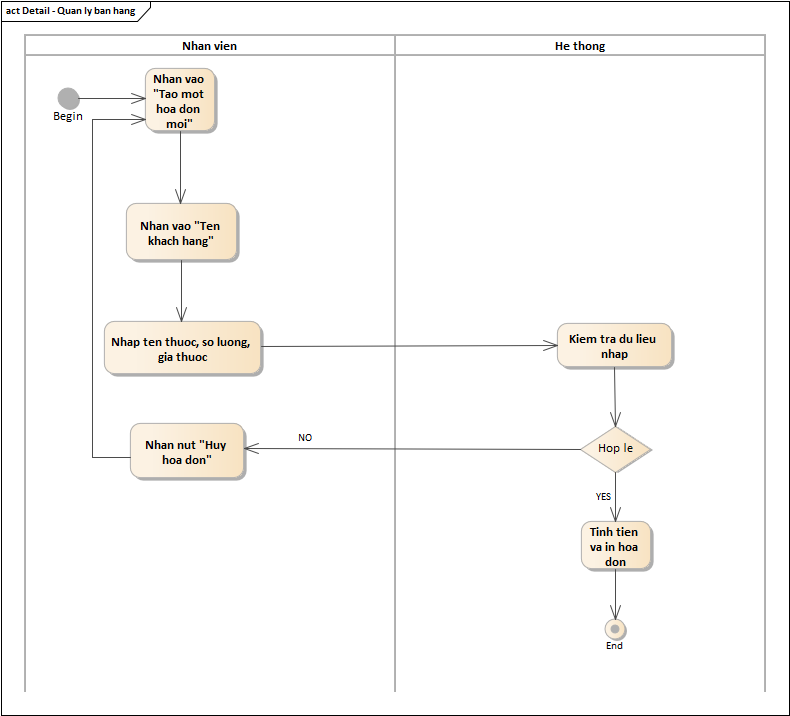 act Detail - Quan ly ban hang
Nhan vien
He thong
Nhan vao
"Tao mot
hoa don
moi"
Begin
Nhan vao "Ten
khach hang"
Nhap ten thuoc, so luong,
gia thuoc
Kiem tra du lieu
nhap
Hop le
NO
Nhan nut "Huy
hoa don"
YES
Tinh tien
va in hoa
don
End